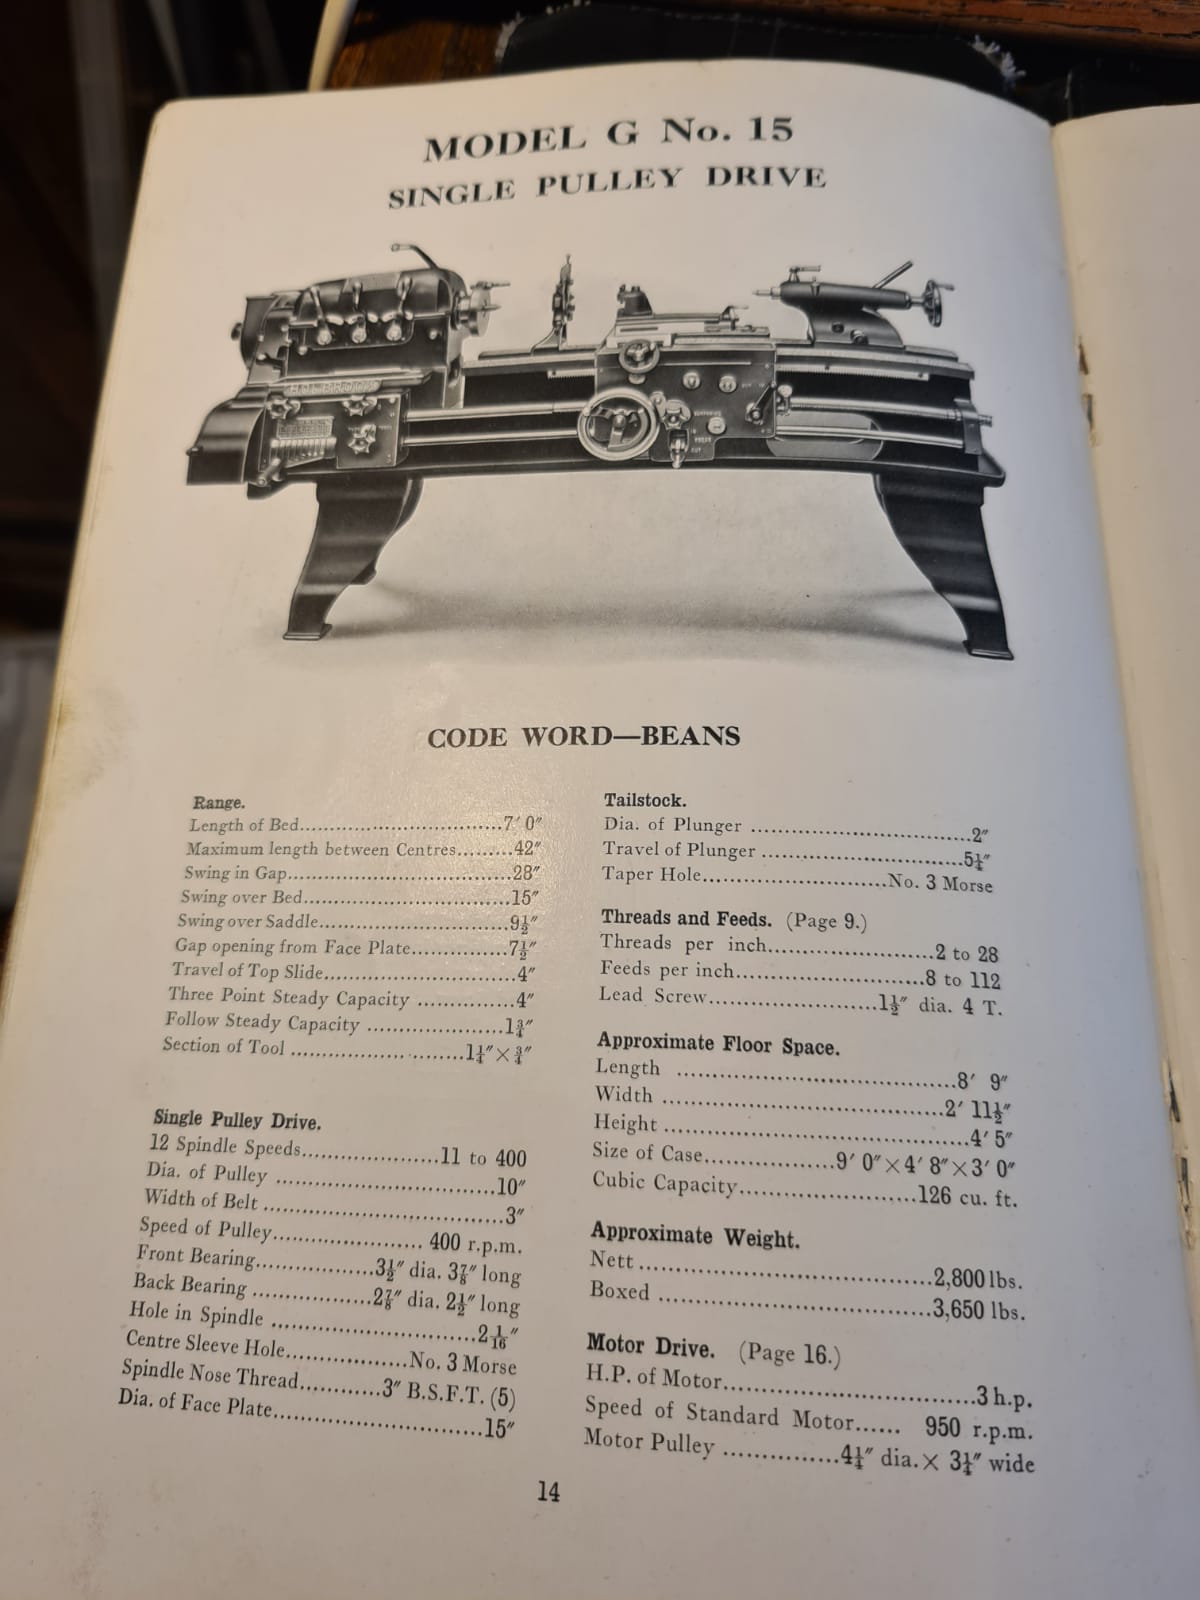 MODEL G No. 15
SINGLE PULLEY DRIVE
CODE WORD—BEANS
Range.
Length of Bed..................................7′ 0″
Maximum length between Centres.........42″
Swing in Gap.....................................28″
Swing over Bed..................................15″
Swing over Saddle...............................9½″
Gap opening from Face Plate................7½″
Travel of Top Slide...............................4″
Three Point Steady Capacity ................4″
Follow Steady Capacity ......................1¾″
Section of Tool .............................1¼″×¾″
Single Pulley Drive.
12 Spindle Speeds.....................11 to 400
Dia. of Pulley ..................................10″
Width of Belt .....................................3″
Speed of Pulley....................... 400 r.p.m.
Front Bearing..................3½″ dia. 3⅞″ long
Back Bearing ..................2⅞″ dia. 2½″ long
Hole in Spindle ...............................2 1/16″
Centre Sleeve Hole..................No. 3 Morse
Spindle Nose Thread............3″ B.S.F.T. (5)
Dia. of Face Plate................................15″
Tailstock.
Dia. of Plunger ...................................2″
Travel of Plunger ................................5¼″
Taper Hole.............................No. 3 Morse
Threads and Feeds. (Page 9.)
Threads per inch..........................2 to 28
Feeds per inch.............................8 to 112
Lead Screw..........................1½″ dia. 4 T.
Approximate Floor Space.
Length ............................................8′ 9″
Width ............................................2′ 11½″
Height ...............................................4′ 5″
Size of Case....................9′ 0″×4′ 8″×3′ 0″
Cubic Capacity...........................126 cu. ft.
Approximate Weight.
Nett .............................................2,800 lbs.
Boxed ...........................................3,650 lbs.
Motor Drive. (Page 16.)
H.P. of Motor.......................................3 h.p.
Speed of Standard Motor...... 950 r.p.m.
Motor Pulley ...............4¼″ dia.× 3¼″ wide
14